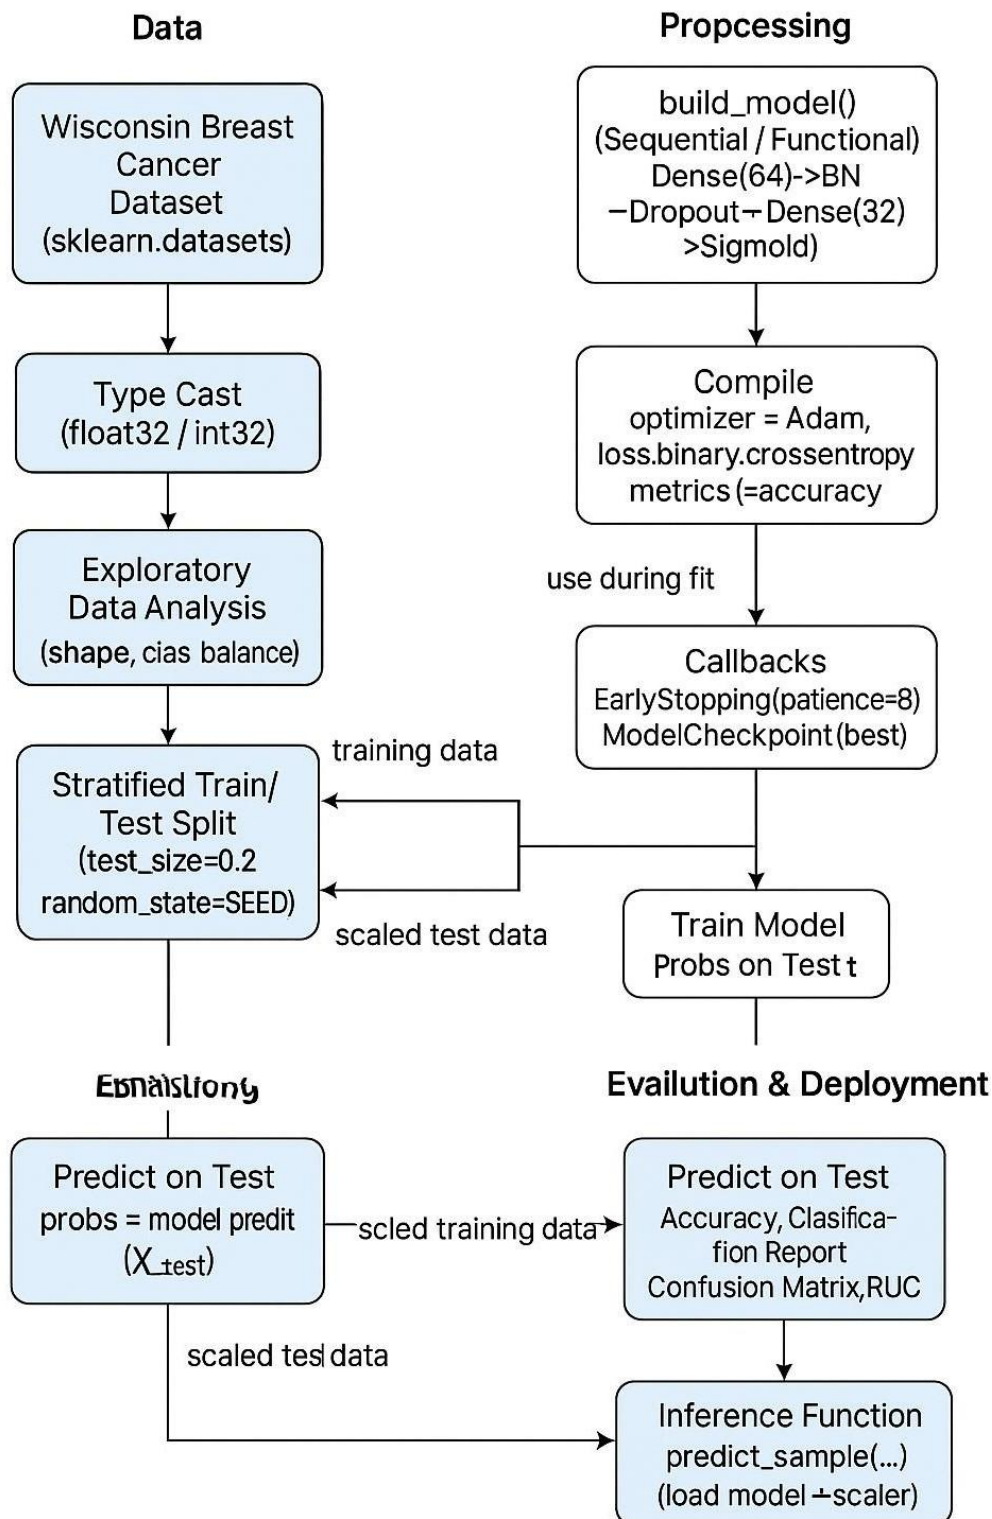 Data
Wisconsin Breast
Cancer
Dataset
(sklearn.datasets)
Type Cast
(float32 / int32)
Exploratory
Data Analysis
(shape, cias balance)
Stratified Train/
Test Split
(test_size=0.2
random_state=SEED)
training data
scaled test data
Propcessing
build_model()
(Sequential / Functional)
Dense(64)->BN
–Dropout→Dense(32)
>Sigmold)
Compile
optimizer = Adam,
loss.binary.crossentropy
metrics (=accuracy
use during fit
Callbacks
EarlyStopping(patience=8)
ModelCheckpoint(best)
Train Model
Probs on Test t
Predict on Test
probs = model predit
(X_test)
scled training data
scaled tes data
Evailution & Deployment
Predict on Test
Accuracy, Clasifica-
fion Report
Confusion Matrix,RUC
Inference Function
predict_sample(...)
(load model +scaler)